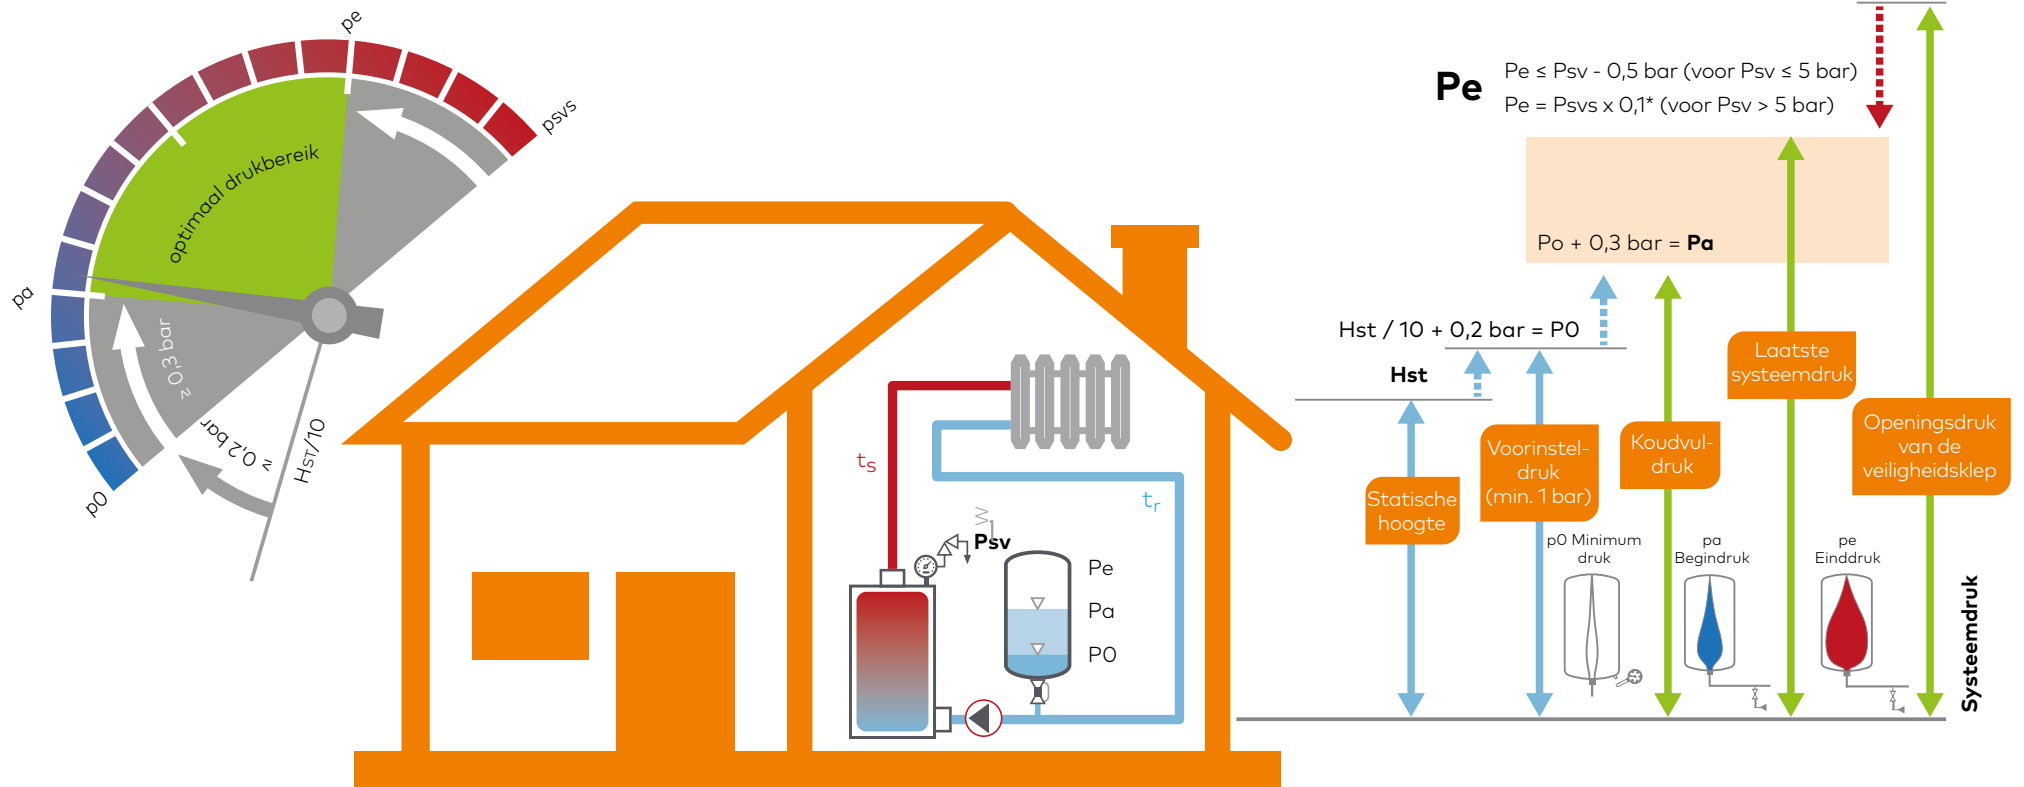 pe
psvs
optimaal drukbereik
pa
≥ 0,3 bar
≥ 0,2 bar
HST/10
p0
ts
tr
Psv
Pe
Pa
P0
Pe
Pe ≤ Psv - 0,5 bar (voor Psv ≤ 5 bar)
Pe = Psvs x 0,1* (voor Psv > 5 bar)
Po + 0,3 bar = Pa
Hst / 10 + 0,2 bar = P0
Hst
Laatste
systeemdruk
Openingsdruk
van de
veiligheidsklep
Koudvul-
druk
Voorinstel-
druk
(min. 1 bar)
Statische
hoogte
p0 Minimum
druk
pa
Begindruk
pe
Einddruk
Systeemdruk